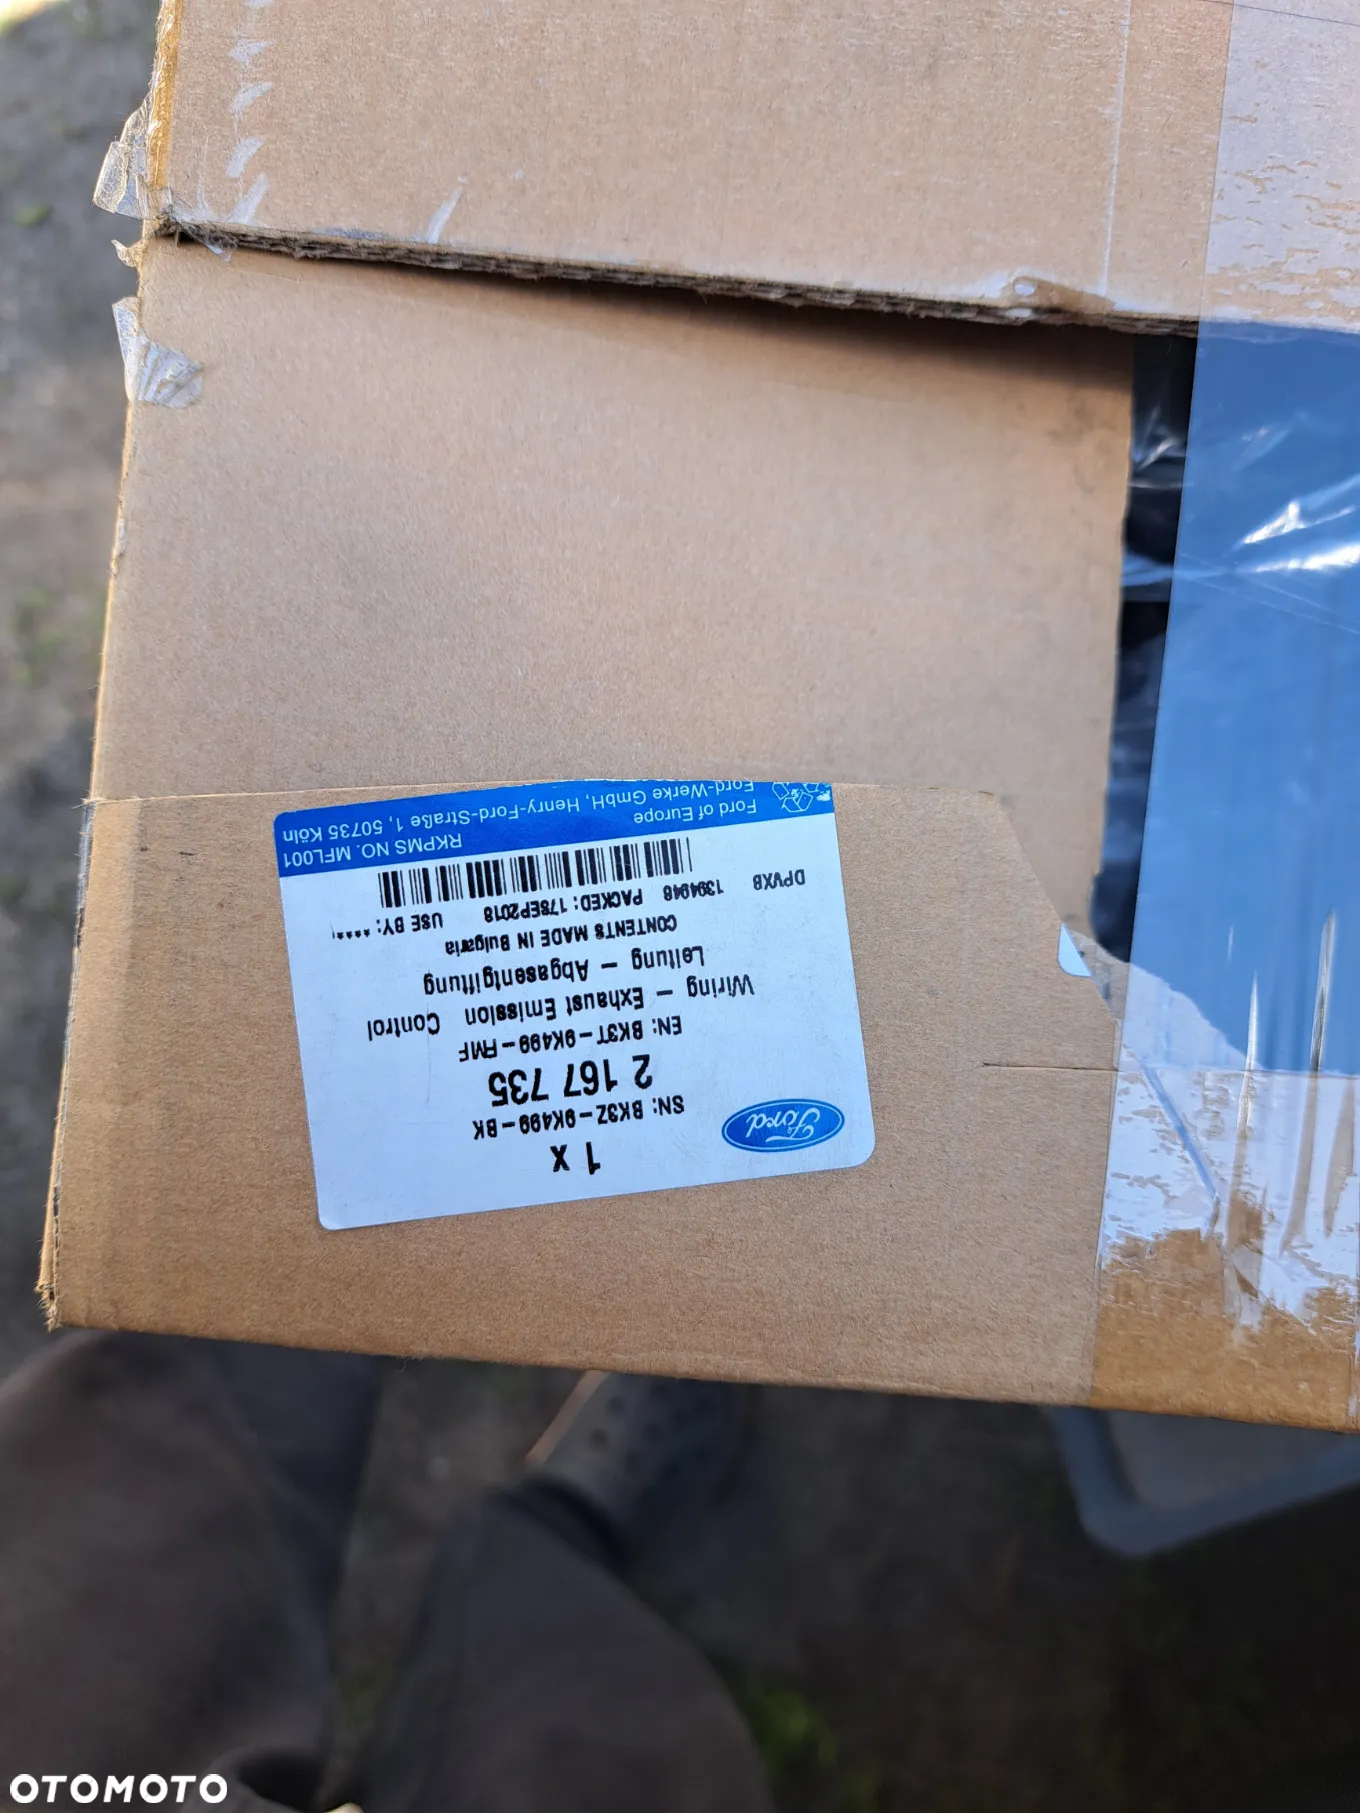 1 x
Ford
SN: BK3Z-9K499-BK
2 167 735
EN: BK3T-9K499-RMF
Wiring - Exhaust Emission Control
Leitung - Abgasentgiftung
CONTENTS MADE IN Bulgaria
DPVXB 1394948 PACKED: 17SEP2018 USE BY: ****
RKPMS NO. MFL001
Ford of Europe
Ford-Werke GmbH, Henry-Ford-Straße 1, 50735 Köln
OTOMOTO